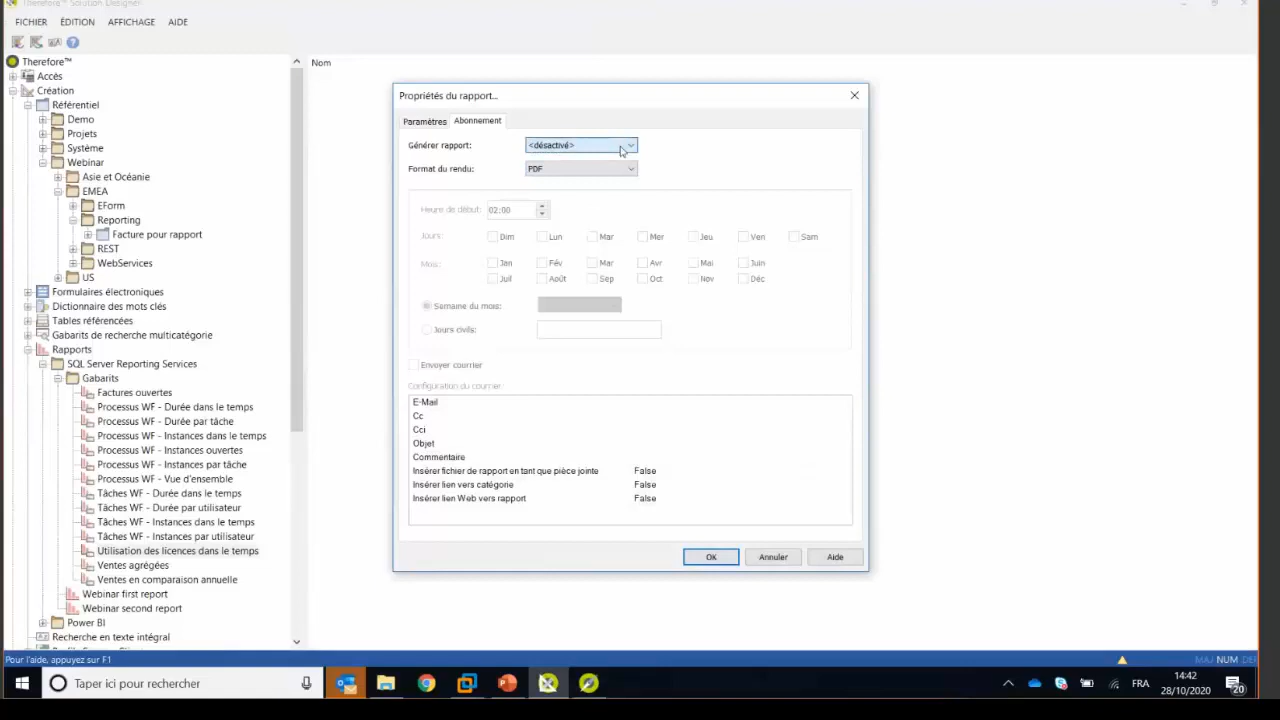 Therefore™ Solution Designer
FICHIER ÉDITION AFFICHAGE AIDE
Therefore™
Accès
Création
Référentiel
Demo
Projets
Système
Webinar
Asie et Océanie
EMEA
EForm
Reporting
Facture pour rapport
REST
WebServices
US
Formulaires électroniques
Dictionnaire des mots clés
Tables référencées
Gabarits de recherche multicatégorie
Rapports
SQL Server Reporting Services
Gabarits
Factures ouvertes
Processus WF - Durée dans le temps
Processus WF - Durée par tâche
Processus WF - Instances dans le temps
Processus WF - Instances ouvertes
Processus WF - Instances par tâche
Processus WF - Vue d'ensemble
Tâches WF - Durée dans le temps
Tâches WF - Durée par utilisateur
Tâches WF - Instances dans le temps
Tâches WF - Instances par utilisateur
Utilisation des licences dans le temps
Ventes agrégées
Ventes en comparaison annuelle
Webinar first report
Webinar second report
Power BI
Recherche en texte intégral
Nom
Propriétés du rapport...
Paramètres Abonnement
Générer rapport: <désactivé>
Format du rendu: PDF
Heure de début: 02:00
Jours: Dim Lun Mar Mer Jeu Ven Sam
Mois: Jan Fév Mar Avr Mai Juin
Juil Août Sep Oct Nov Déc
Semaine du mois:
Jours civils:
Envoyer courrier
Configuration du courrier
E-Mail
Cc
Cci
Objet
Commentaire
Insérer fichier de rapport en tant que pièce jointe False
Insérer lien vers catégorie False
Insérer lien Web vers rapport False
OK Annuler Aide
Pour l'aide, appuyez sur F1
MAJ NUM DEF
Taper ici pour rechercher
FRA
14:42
28/10/2020
20